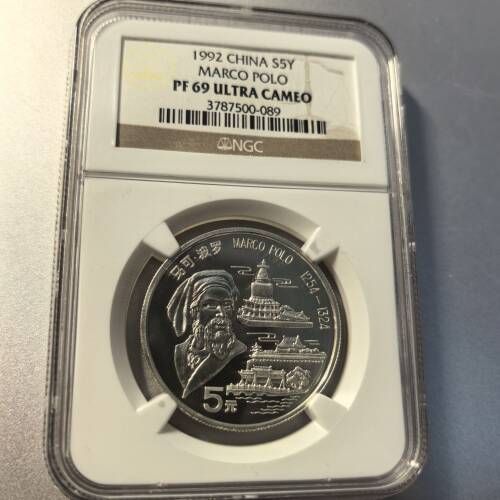 1992 CHINA S5Y
MARCO POLO
PF 69 ULTRA CAMEO
3787500-089
NGC
马可·波罗 MARCO POLO 1254-1324
5元